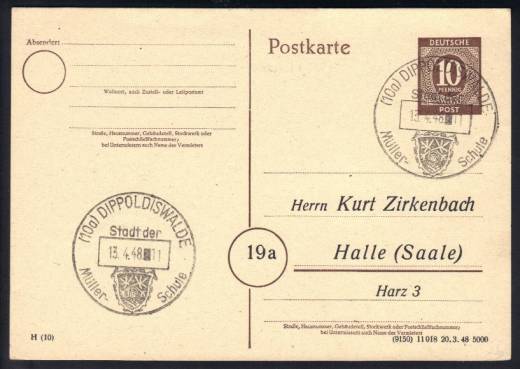 Absender:
Wohnort, auch Zustell- oder Leitpostamt
Straße, Hausnummer, Gebäudeteil, Stockwerk oder
Postschließfachnummer;
bei Untermietern auch Name des Vermieters
Postkarte
DEUTSCHE
10
PFENNIG
POST
(10a) DIPPOLDISWALDE
Stadt der
13.4.48 11
Müller- Schule
(10a) DIPPOLDISWALDE
Stadt der
13.4.48 11
Müller- Schule
Herrn Kurt Zirkenbach
19a
Halle (Saale)
Harz 3
Straße, Hausnummer, Gebäudeteil, Stockwerk oder Postschließfachnummer;
bei Untermietern auch Name des Vermieters
H (10)
(9150) 11018 20. 3. 48 5000